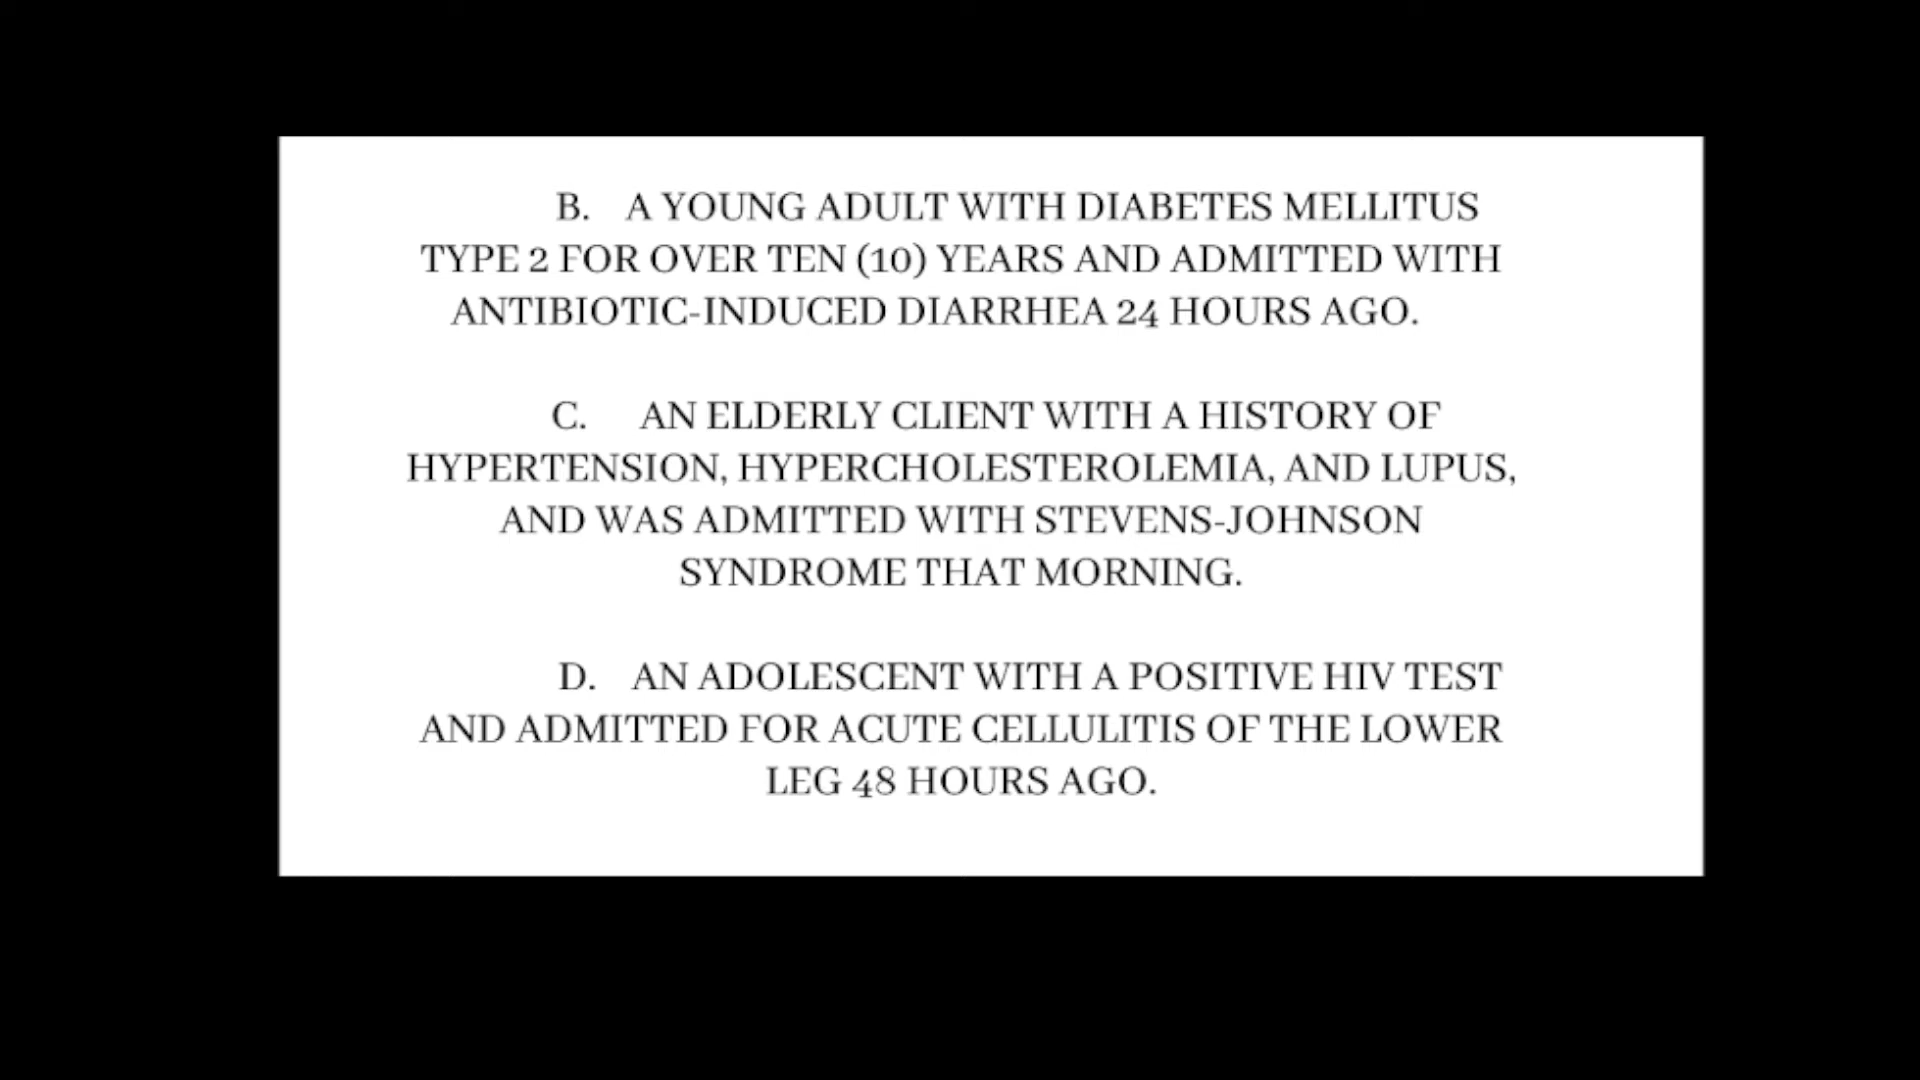 B. A YOUNG ADULT WITH DIABETES MELLITUS
TYPE 2 FOR OVER TEN (10) YEARS AND ADMITTED WITH
ANTIBIOTIC-INDUCED DIARRHEA 24 HOURS AGO.
C. AN ELDERLY CLIENT WITH A HISTORY OF
HYPERTENSION, HYPERCHOLESTEROLEMIA, AND LUPUS,
AND WAS ADMITTED WITH STEVENS-JOHNSON
SYNDROME THAT MORNING.
D. AN ADOLESCENT WITH A POSITIVE HIV TEST
AND ADMITTED FOR ACUTE CELLULITIS OF THE LOWER
LEG 48 HOURS AGO.